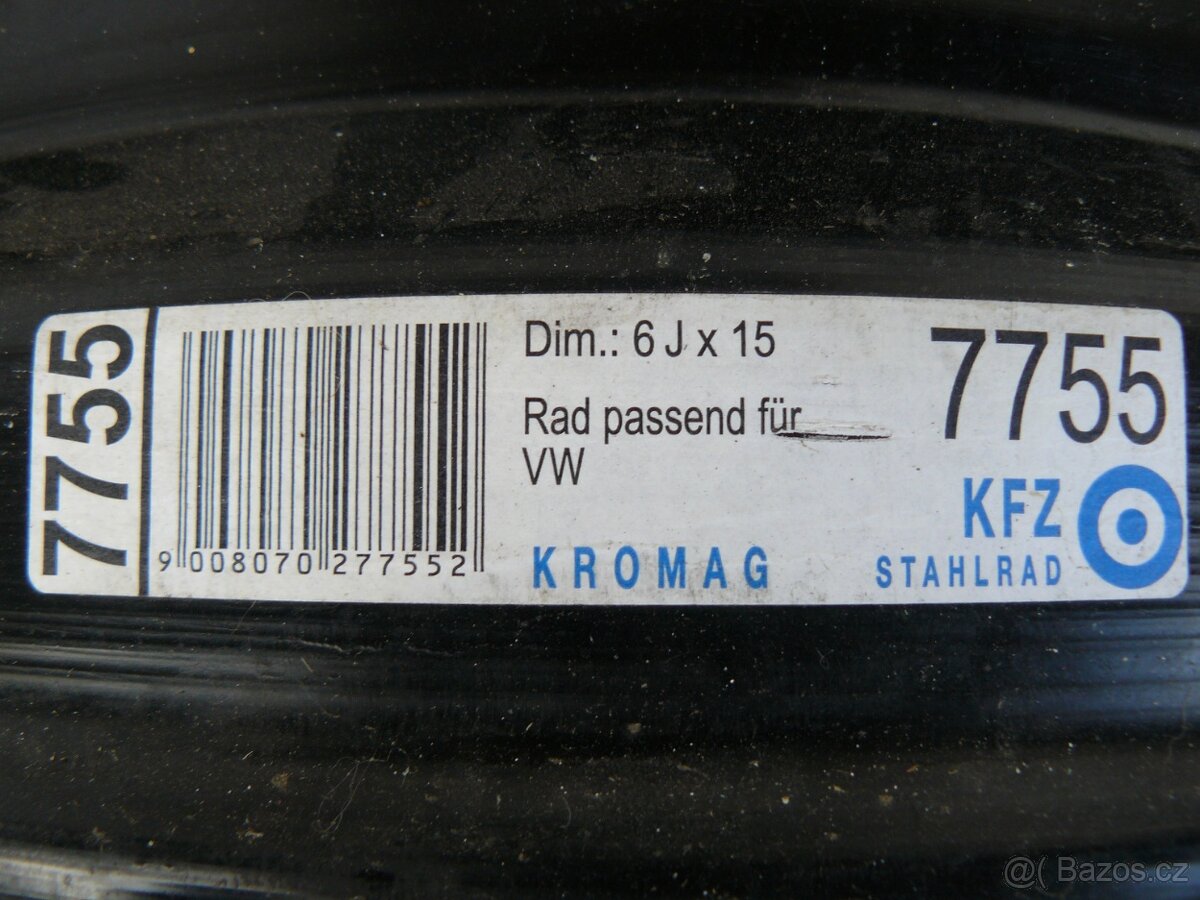 7755
9 008070 277552
Dim.: 6 J x 15
Rad passend für
VW
KROMAG
7755
KFZ
STAHLRAD
@( Bazos.cz